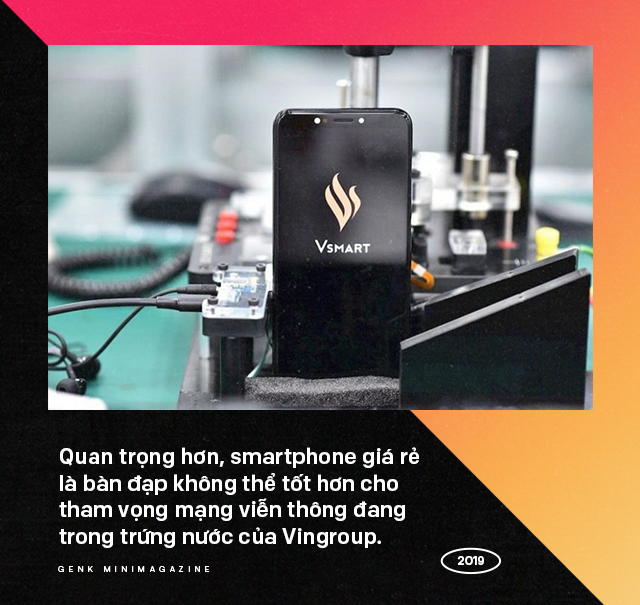 VSMART
Quan trọng hơn, smartphone giá rẻ
là bàn đạp không thể tốt hơn cho
tham vọng mạng viễn thông đang
trong trứng nước của Vingroup.
GENK MINIMAGAZINE
2019